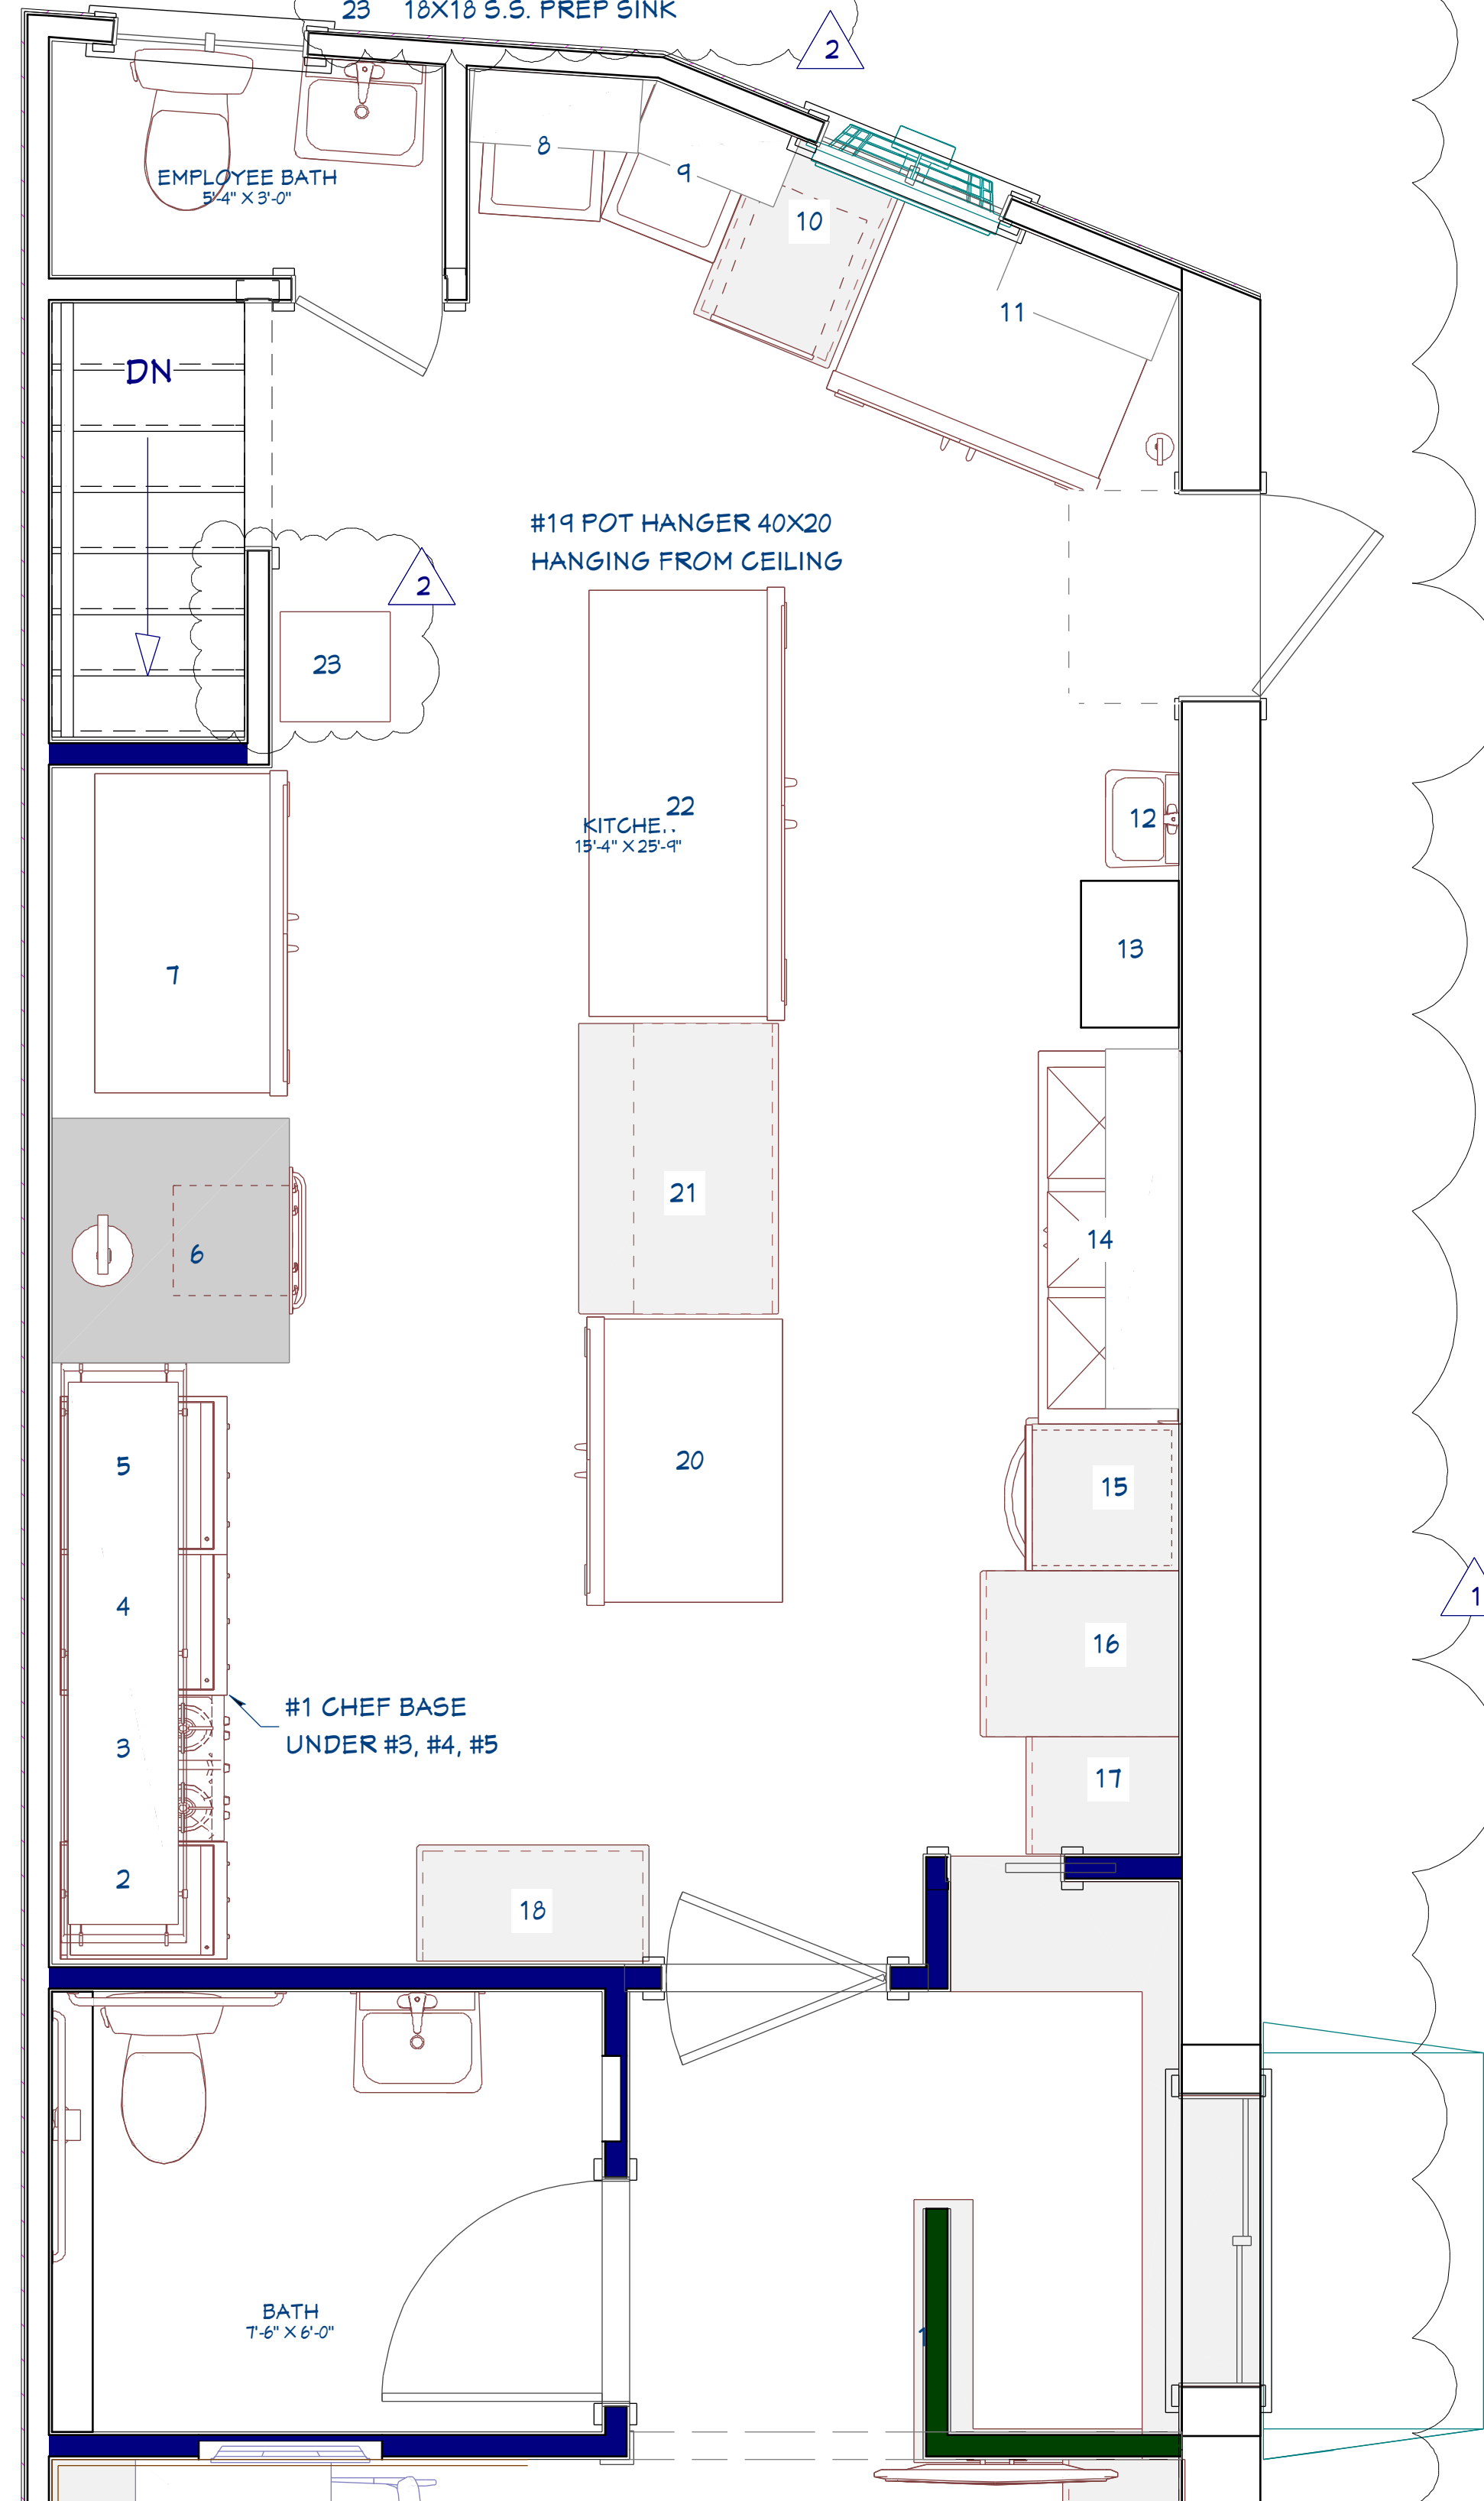 23 18X18 S.S. PREP SINK
2
8
9
EMPLOYEE BATH
5'-4" X 3'-0"
10
11
DN
#19 POT HANGER 40X20
HANGING FROM CEILING
2
23
22
12
KITCHE
15'-4" X 25'-9"
13
7
21
14
6
20
5
15
1
4
16
#1 CHEF BASE
UNDER #3, #4, #5
3
17
2
18
BATH
7'-6" X 6'-0"
1